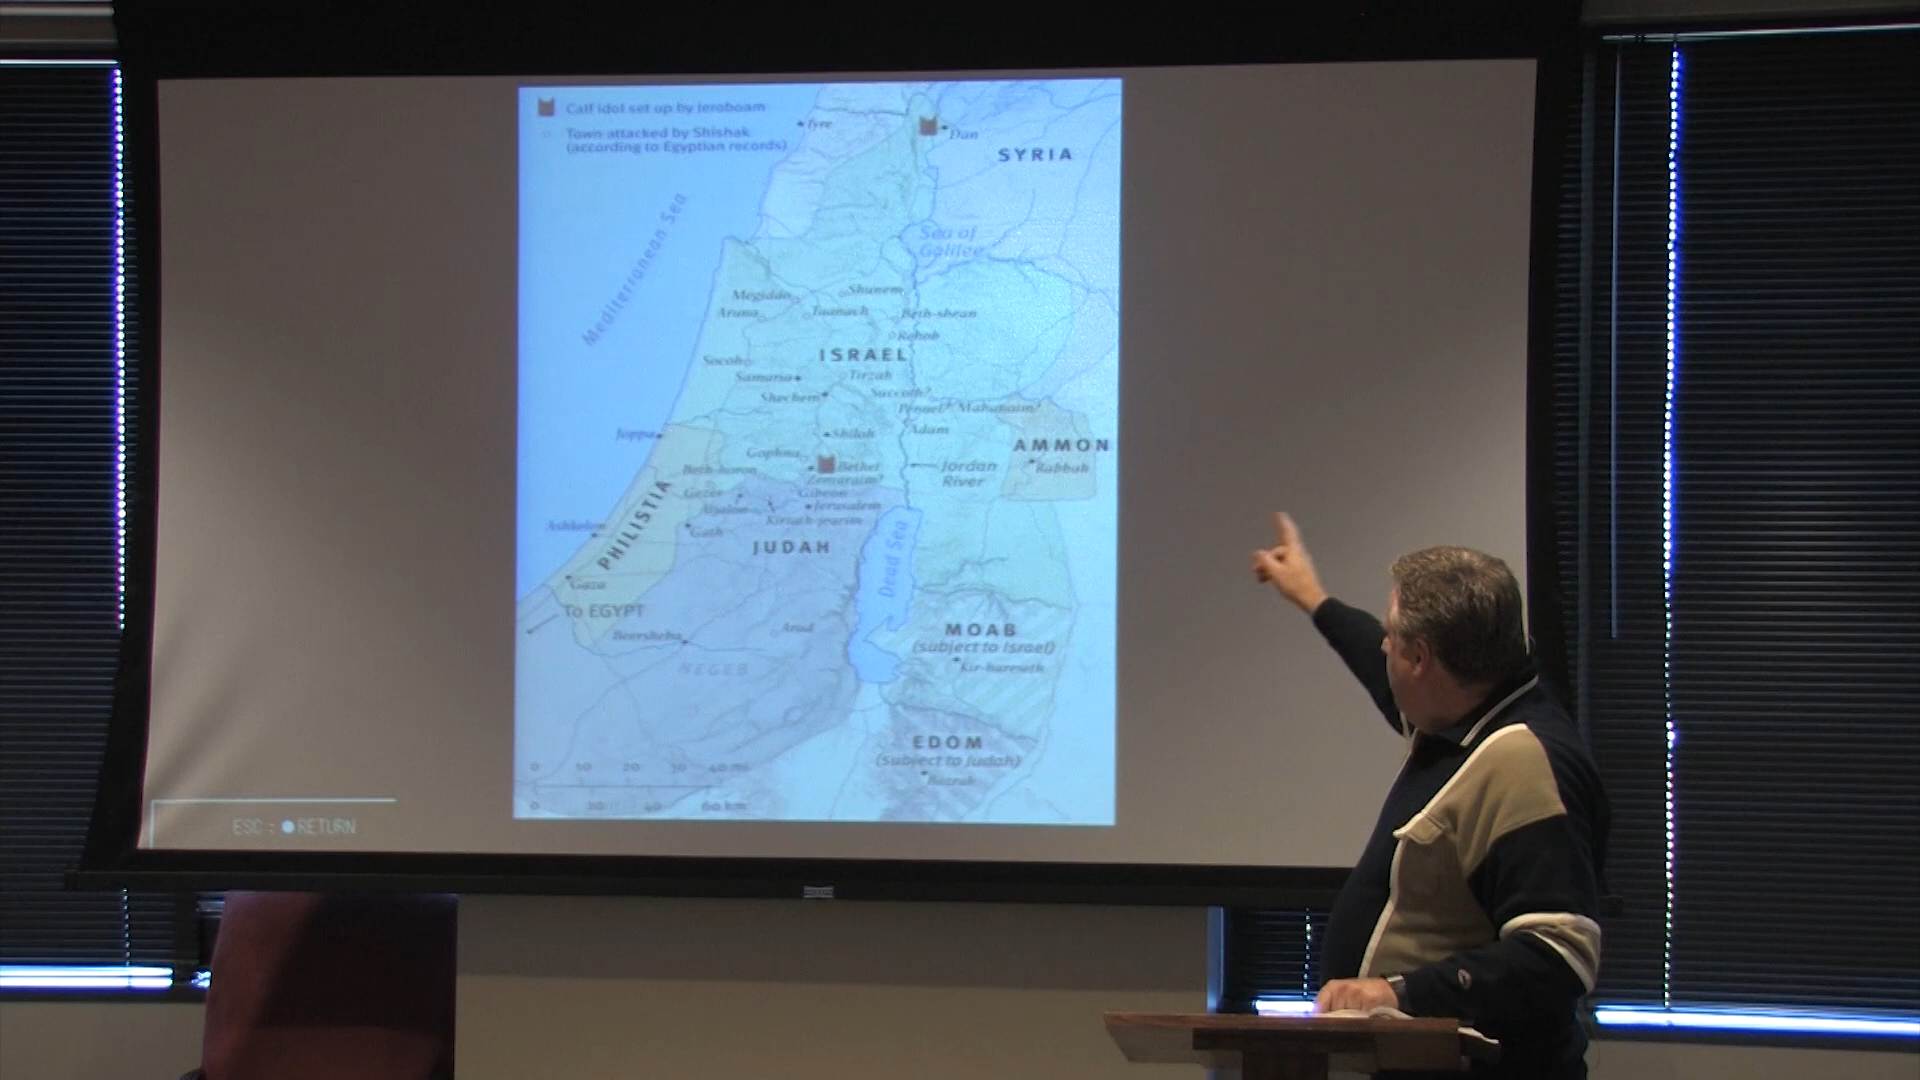 Calf idol set up by Jeroboam
Town attacked by Shishak
(according to Egyptian records)
Tyre
Dan
SYRIA
Mediterranean Sea
Sea of
Galilee
Megiddo
Shunem
Aruna
Taanach
Beth-shean
Rehob
ISRAEL
Socoh
Samaria
Tirzah
Shechem
Succoth?
Penuel?
Mahanaim?
Adam
Joppa
Shiloh
AMMON
Gophna
Bethel
Jordan
River
Rabbah
Beth-horon
Zemaraim?
Gezer
Gibeon
Aijalon
Jerusalem
Kiriath-jearim
Ashkelon
Gath
PHILISTIA
JUDAH
Dead Sea
Gaza
To EGYPT
Beersheba
Arad
NEGEB
MOAB
(subject to Israel)
Kir-hareseth
EDOM
(subject to Judah)
Bozrah
0 10 20 30 40 mi
0 20 40 60 km
ESC : ●RETURN